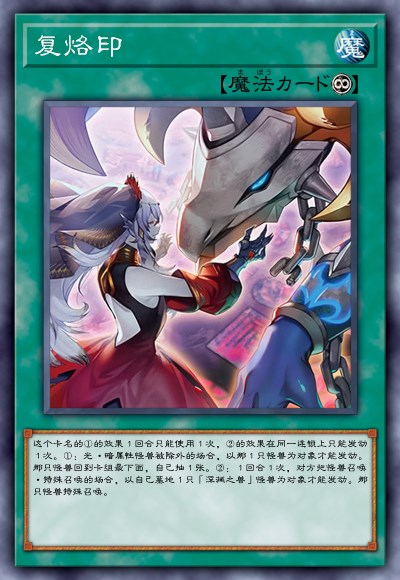 复烙印
魔
【魔法カード】
まほう
这个卡名的①的效果1回合只能使用1次，②的效果在同一连锁上只能发动
1次。①：光·暗属性怪兽被除外的场合，以那1只怪兽为对象才能发动。
那只怪兽回到卡组最下面，自己抽1张。②：1回合1次，对方把怪兽召唤
·特殊召唤的场合，以自己墓地1只「深渊之兽」怪兽为对象才能发动。那
只怪兽特殊召唤。